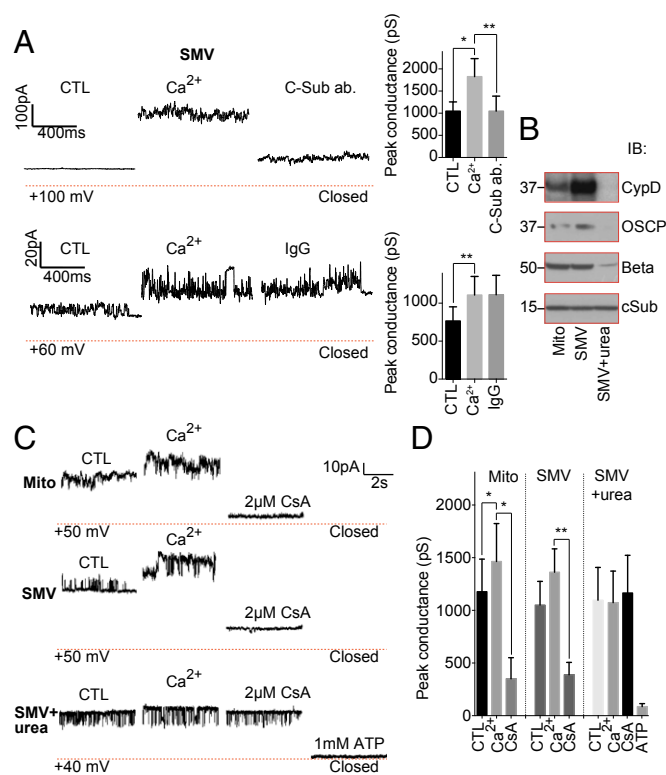 A
SMV
CTL
Ca2+
C-Sub ab.
100pA
400ms
+100 mV
Closed
CTL
Ca2+
IgG
20pA
400ms
+60 mV
Closed
Peak conductance (pS)
2000
1500
1000
500
0
* **
CTL
Ca2+
C-Sub ab.
Peak conductance (pS)
1000
500
0
**
CTL
Ca2+
IgG
B
IB:
37 CypD
37 OSCP
50 Beta
15 cSub
Mito
SMV
SMV+urea
C
Mito
CTL
Ca2+
2µM CsA
10pA
2s
+50 mV
Closed
SMV
CTL
Ca2+
2µM CsA
+50 mV
Closed
SMV+
urea
CTL
Ca2+
2µM CsA
1mM ATP
+40 mV
Closed
D
Mito
SMV
SMV
+urea
Peak conductance (pS)
2000
1500
1000
500
0
* *
**
CTL
Ca2+
CsA
CTL
Ca2+
CsA
CTL
Ca2+
CsA
ATP